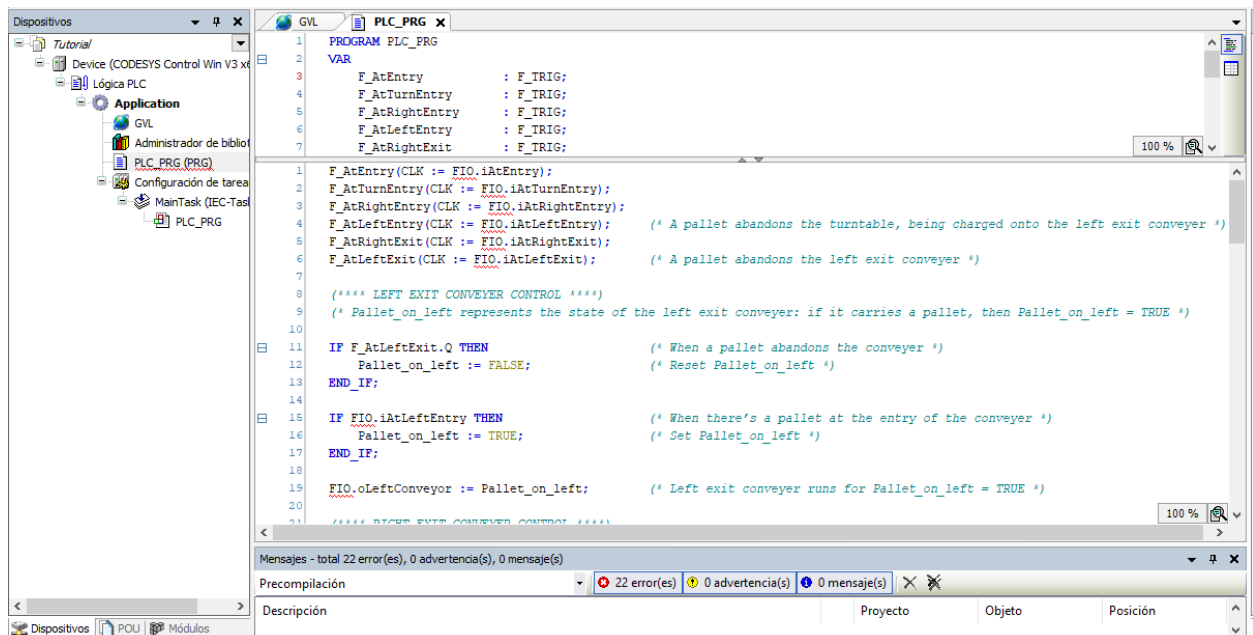 Dispositivos
Tutorial
Device (CODESYS Control Win V3 x6
Lógica PLC
Application
GVL
Administrador de bibliot
PLC_PRG (PRG)
Configuración de tarea
MainTask (IEC-Task
PLC_PRG
Dispositivos POU Módulos
GVL PLC_PRG X
1 PROGRAM PLC_PRG
2 VAR
3 F_AtEntry : F_TRIG;
4 F_AtTurnEntry : F_TRIG;
5 F_AtRightEntry : F_TRIG;
6 F_AtLeftEntry : F_TRIG;
7 F_AtRightExit : F_TRIG;
100 %
1 F_AtEntry(CLK := FIO.iAtEntry);
2 F_AtTurnEntry(CLK := FIO.iAtTurnEntry);
3 F_AtRightEntry(CLK := FIO.iAtRightEntry);
4 F_AtLeftEntry(CLK := FIO.iAtLeftEntry); (* A pallet abandons the turntable, being charged onto the left exit conveyer *)
5 F_AtRightExit(CLK := FIO.iAtRightExit);
6 F_AtLeftExit(CLK := FIO.iAtLeftExit); (* A pallet abandons the left exit conveyer *)
7
8 (**** LEFT EXIT CONVEYER CONTROL ****)
9 (* Pallet_on_left represents the state of the left exit conveyer: if it carries a pallet, then Pallet_on_left = TRUE *)
10
11 IF F_AtLeftExit.Q THEN (* When a pallet abandons the conveyer *)
12 Pallet_on_left := FALSE; (* Reset Pallet_on_left *)
13 END_IF;
14
15 IF FIO.iAtLeftEntry THEN (* When there's a pallet at the entry of the conveyer *)
16 Pallet_on_left := TRUE; (* Set Pallet_on_left *)
17 END_IF;
18
19 FIO.oLeftConveyor := Pallet_on_left; (* Left exit conveyer runs for Pallet_on_left = TRUE *)
20
21 (**** RIGHT EXIT CONVEYER CONTROL ****)
100 %
Mensajes - total 22 error(es), 0 advertencia(s), 0 mensaje(s)
Precompilación 22 error(es) 0 advertencia(s) 0 mensaje(s)
Descripción Proyecto Objeto Posición